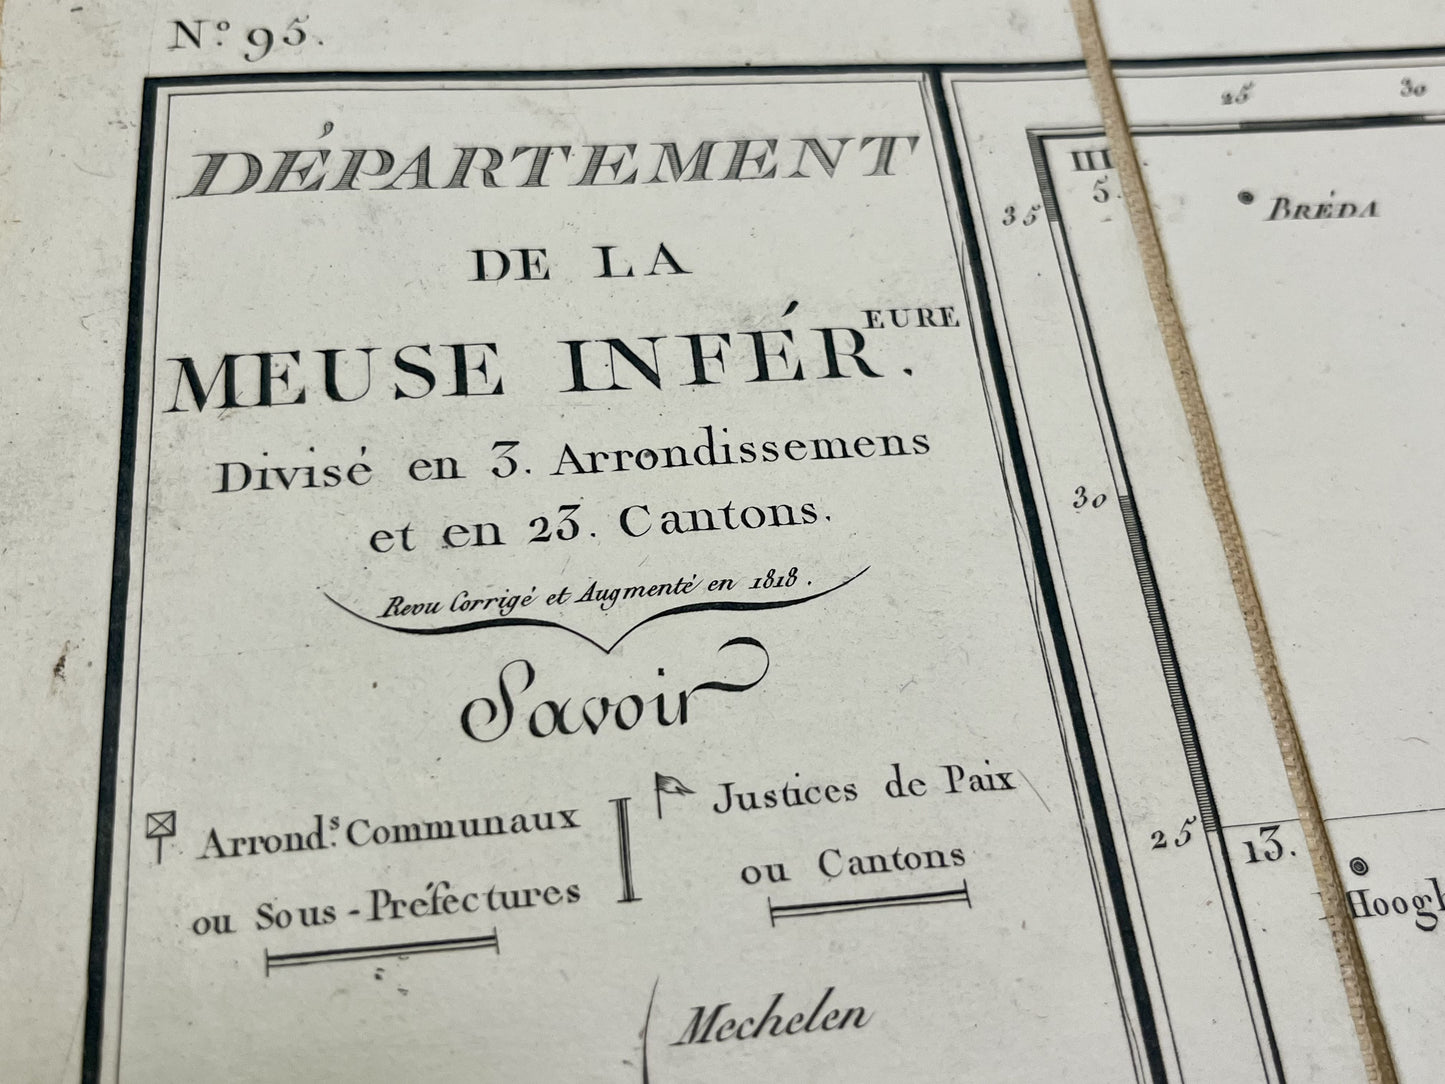 N.º 95.
DÉPARTEMENT
DE LA
MEUSE INFÉR.EURE
Divisé en 3. Arrondissemens
et en 23. Cantons.
Revu Corrigé et Augmenté en 1818.
Savoir
Arrond.s Communaux
ou Sous-Préfectures
Justices de Paix
ou Cantons
Mechelen
25
30
III
5.
35
BRÉDA
30
25
13.